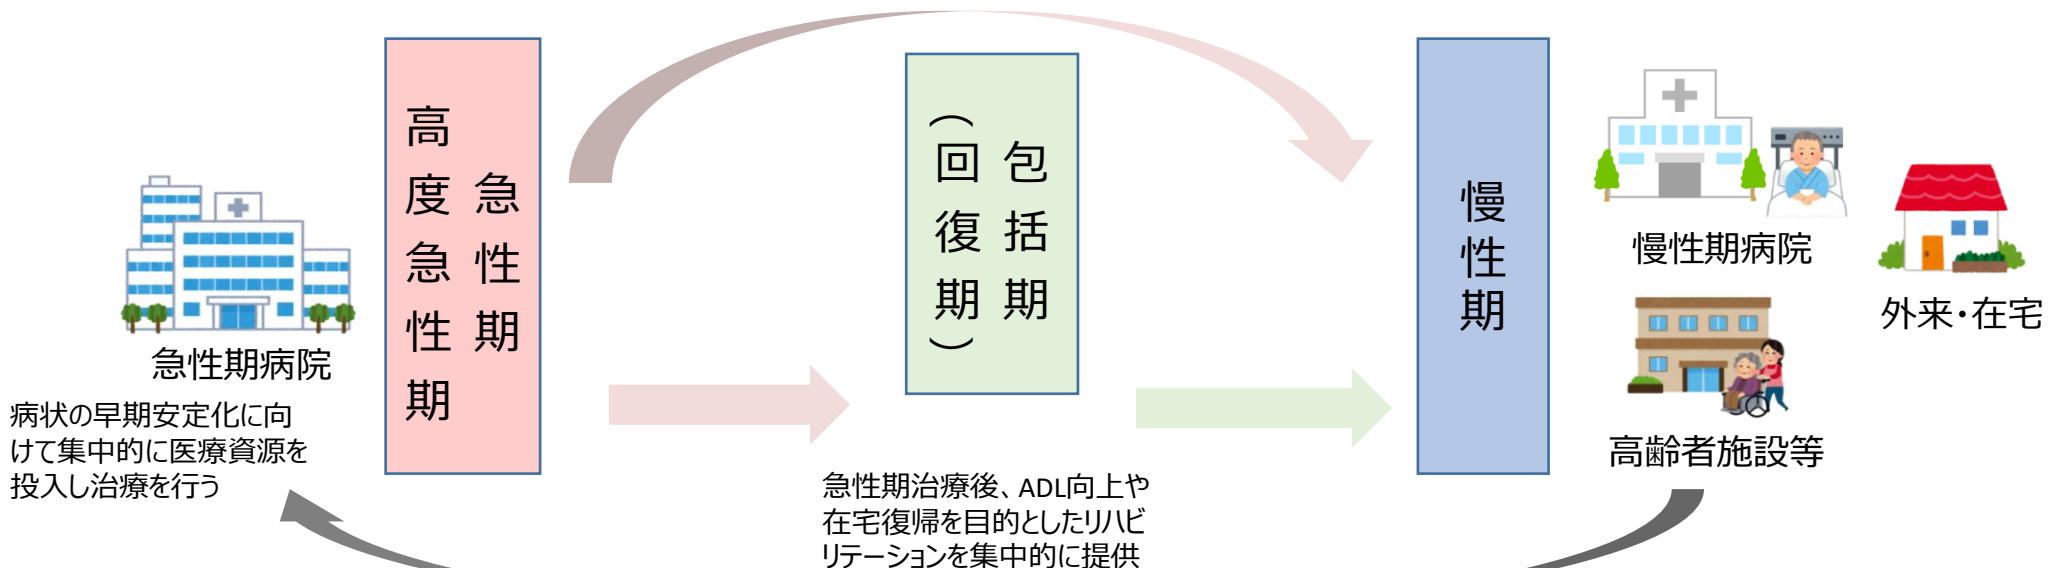 急性期病院
病状の早期安定化に向
けて集中的に医療資源を
投入し治療を行う
高度急性期
急性期
包括期
（回復期）
急性期治療後、ADL向上や
在宅復帰を目的としたリハビ
リテーションを集中的に提供
慢性期
慢性期病院
外来・在宅
高齢者施設等